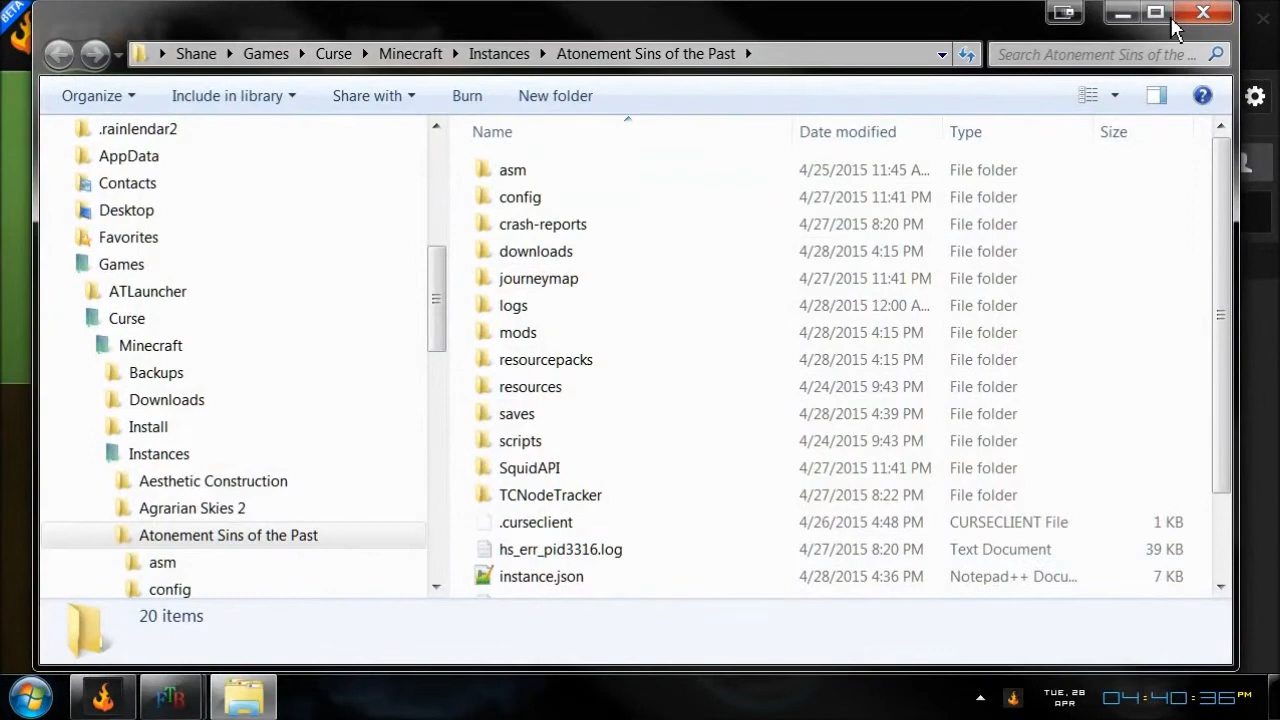 BETA
Shane Games Curse Minecraft Instances Atonement Sins of the Past
Search Atonement Sins of the ...
Organize Include in library Share with Burn New folder
.rainlendar2
AppData
Contacts
Desktop
Favorites
Games
ATLauncher
Curse
Minecraft
Backups
Downloads
Install
Instances
Aesthetic Construction
Agrarian Skies 2
Atonement Sins of the Past
asm
config
Name Date modified Type Size
asm 4/25/2015 11:45 A... File folder
config 4/27/2015 11:41 PM File folder
crash-reports 4/27/2015 8:20 PM File folder
downloads 4/28/2015 4:15 PM File folder
journeymap 4/27/2015 11:41 PM File folder
logs 4/28/2015 12:00 A... File folder
mods 4/28/2015 4:15 PM File folder
resourcepacks 4/28/2015 4:15 PM File folder
resources 4/24/2015 9:43 PM File folder
saves 4/28/2015 4:39 PM File folder
scripts 4/24/2015 9:43 PM File folder
SquidAPI 4/27/2015 11:41 PM File folder
TCNodeTracker 4/27/2015 8:22 PM File folder
.curseclient 4/26/2015 4:48 PM CURSECLIENT File 1 KB
hs_err_pid3316.log 4/27/2015 8:20 PM Text Document 39 KB
instance.json 4/28/2015 4:36 PM Notepad++ Docu... 7 KB
20 items
FTB
TUE, 28
APR
04:40:36PM